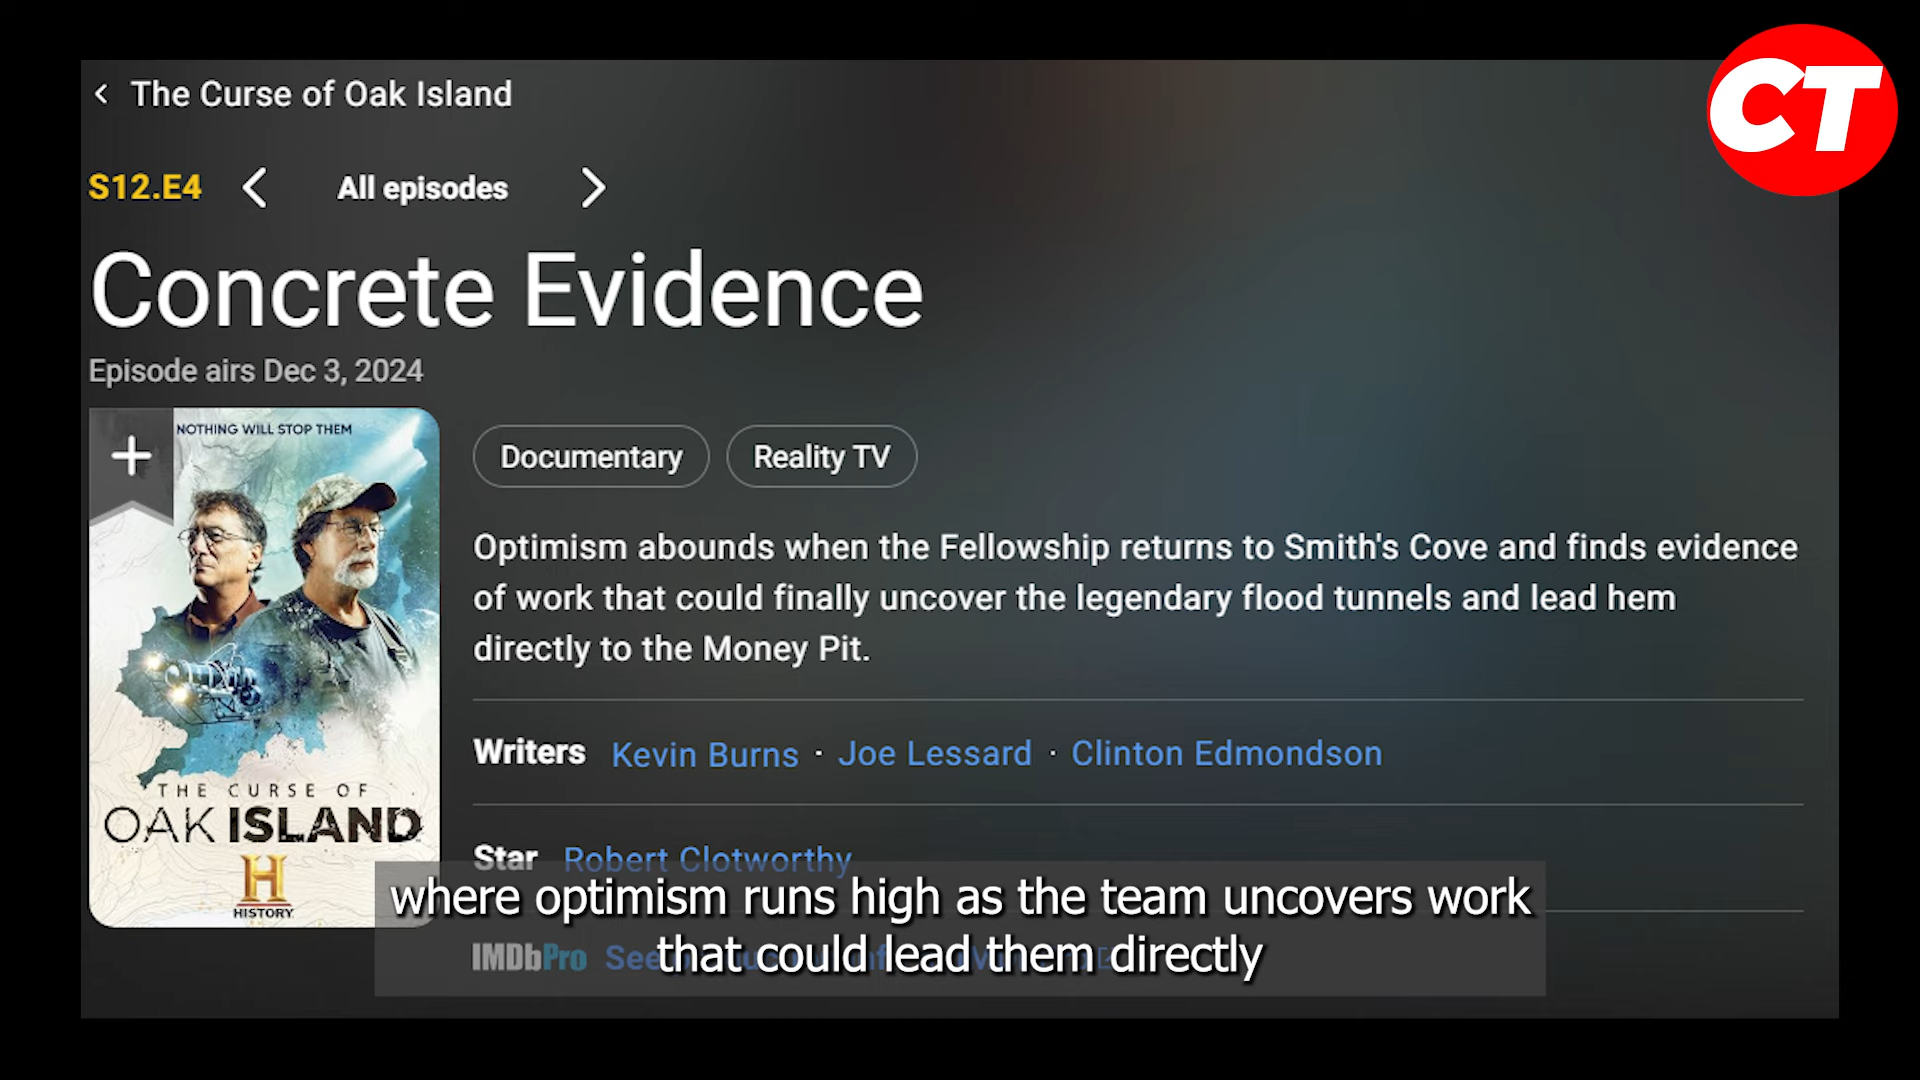 The Curse of Oak Island
CT
S12.E4
All episodes
Concrete Evidence
Episode airs Dec 3, 2024
NOTHING WILL STOP THEM
THE CURSE OF
OAK ISLAND
H
HISTORY
Documentary
Reality TV
Optimism abounds when the Fellowship returns to Smith's Cove and finds evidence
of work that could finally uncover the legendary flood tunnels and lead hem
directly to the Money Pit.
Writers Kevin Burns · Joe Lessard · Clinton Edmondson
Star Robert Clotworthy
IMDbPro See
where optimism runs high as the team uncovers work
that could lead them directly